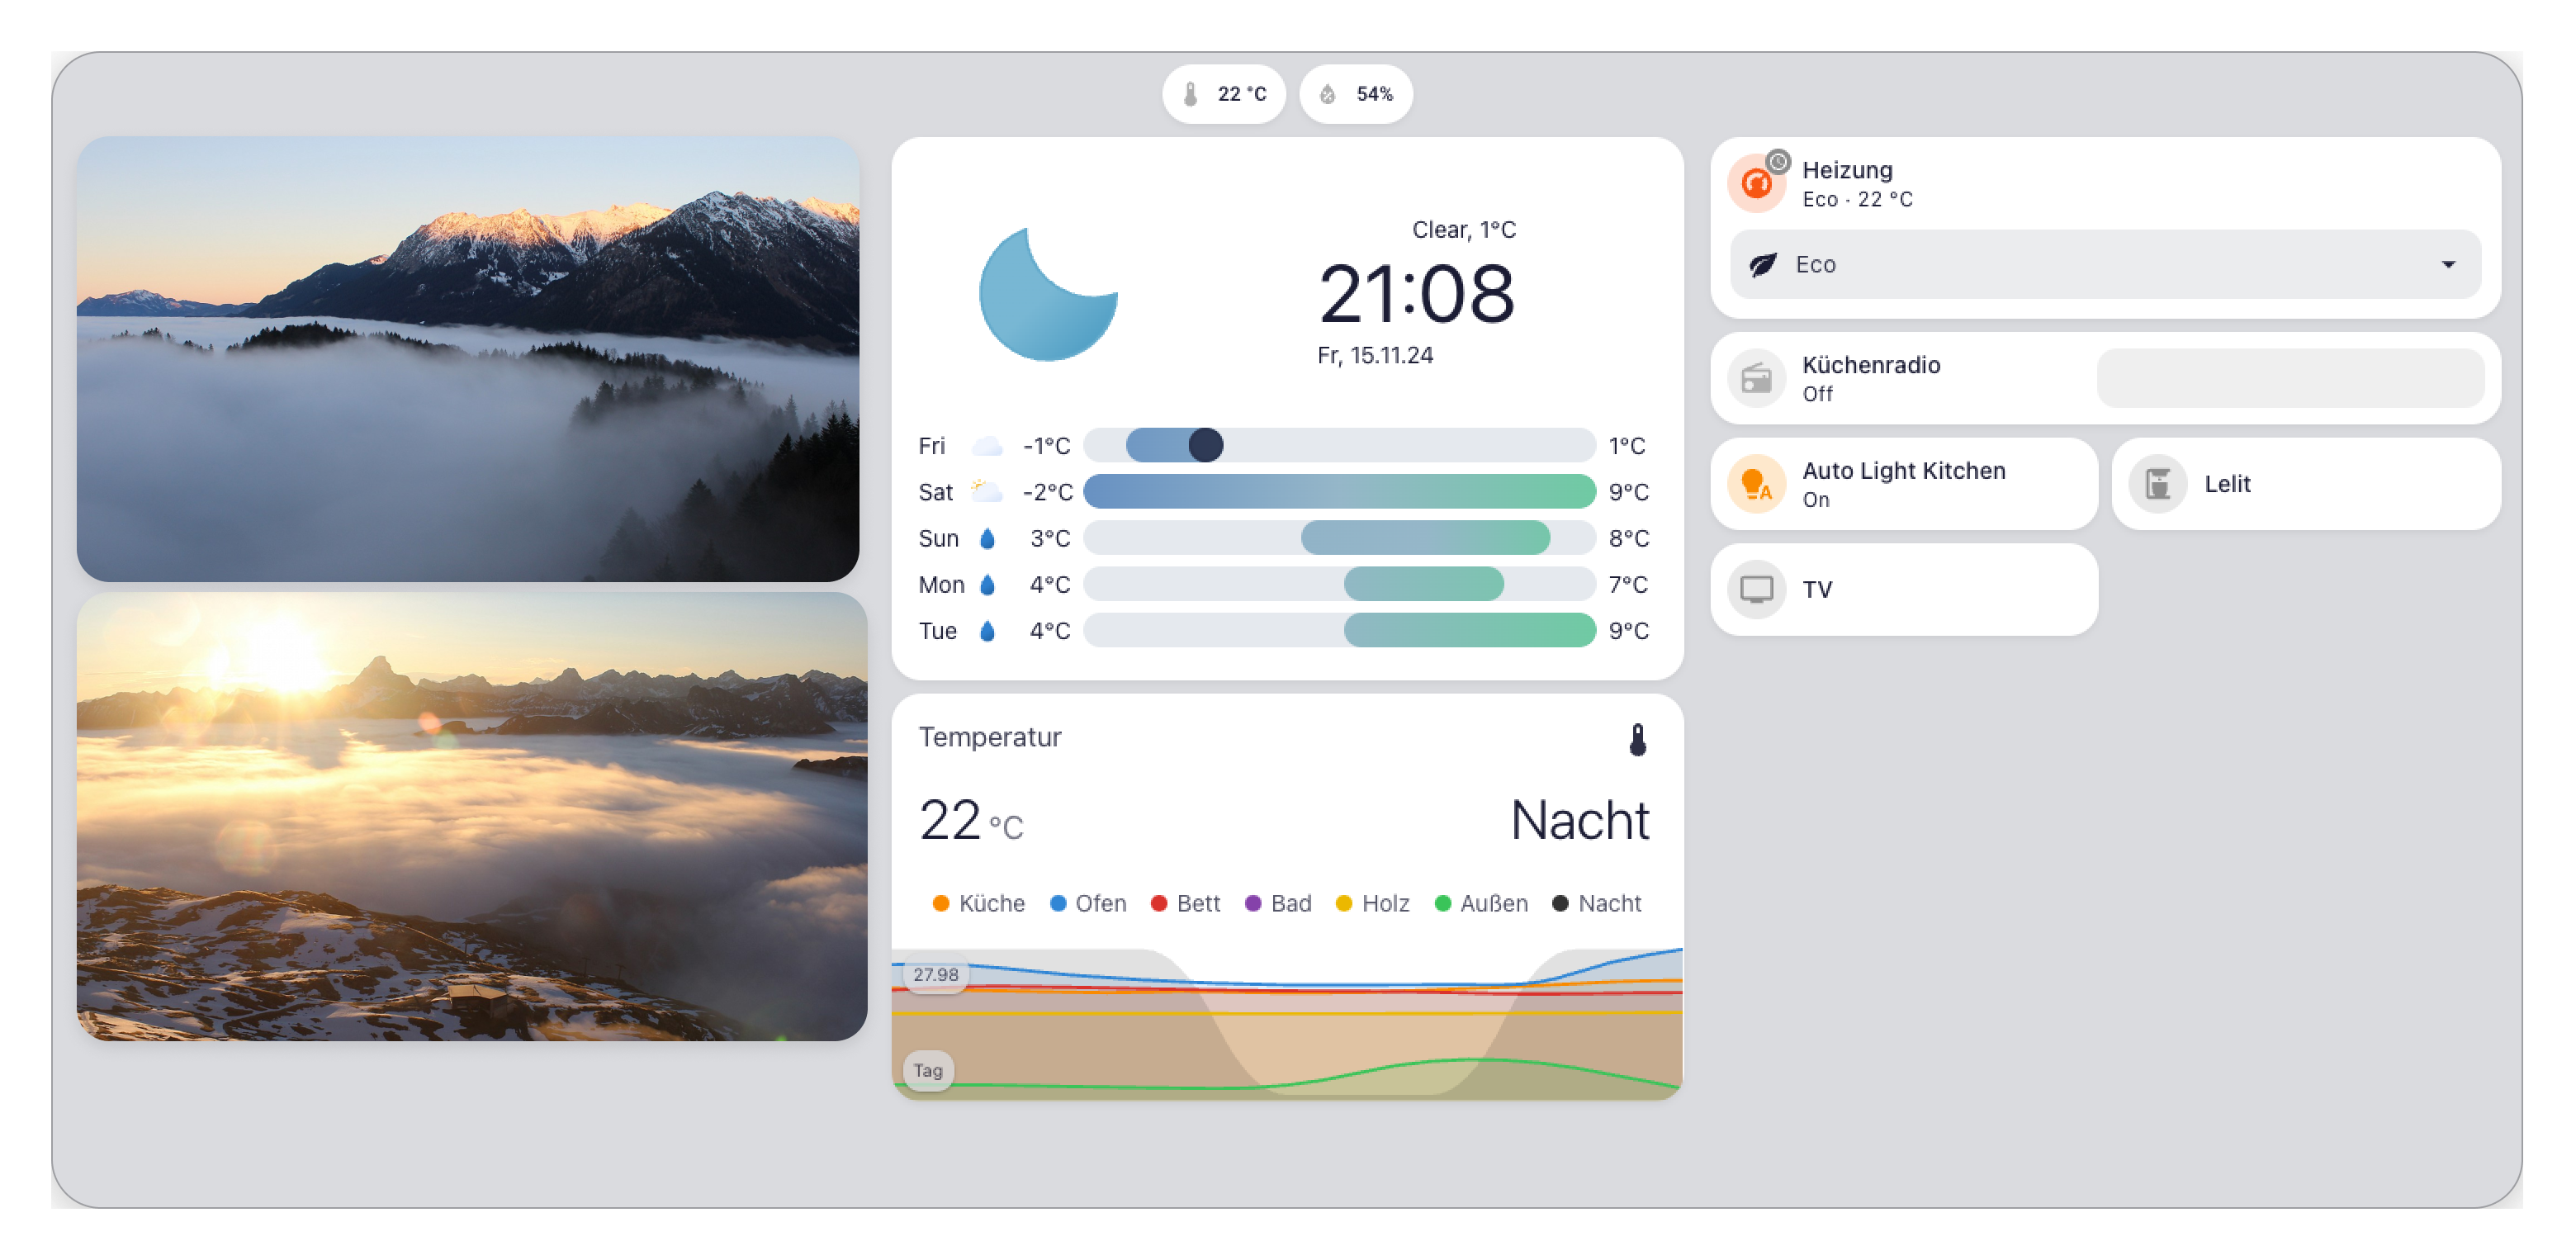 22 °C
54%
Clear, 1°C
21:08
Fr, 15.11.24
Fri -1°C 1°C
Sat -2°C 9°C
Sun 3°C 8°C
Mon 4°C 7°C
Tue 4°C 9°C
Temperatur
22 °C Nacht
Küche Ofen Bett Bad Holz Außen Nacht
27.98
Tag
Heizung
Eco · 22 °C
Eco
Küchenradio
Off
Auto Light Kitchen
On
Lelit
TV